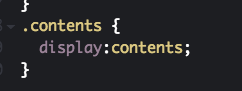 }
.contents {
display:contents;
}